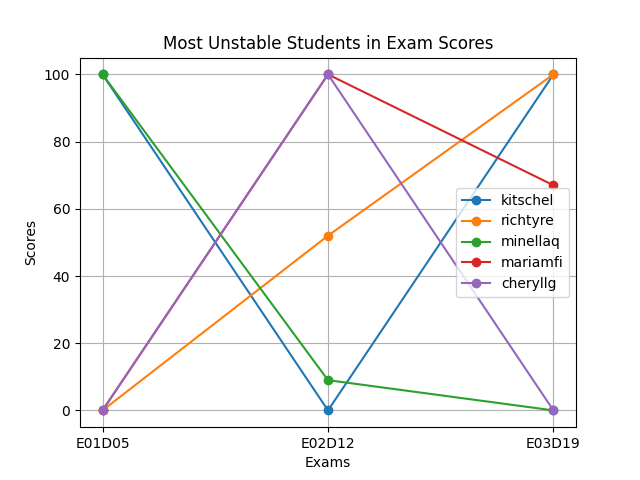 Most Unstable Students in Exam Scores
Scores
100
80
60
40
20
0
kitschel
richtyre
minellaq
mariamfi
cheryllg
E01D05
E02D12
E03D19
Exams